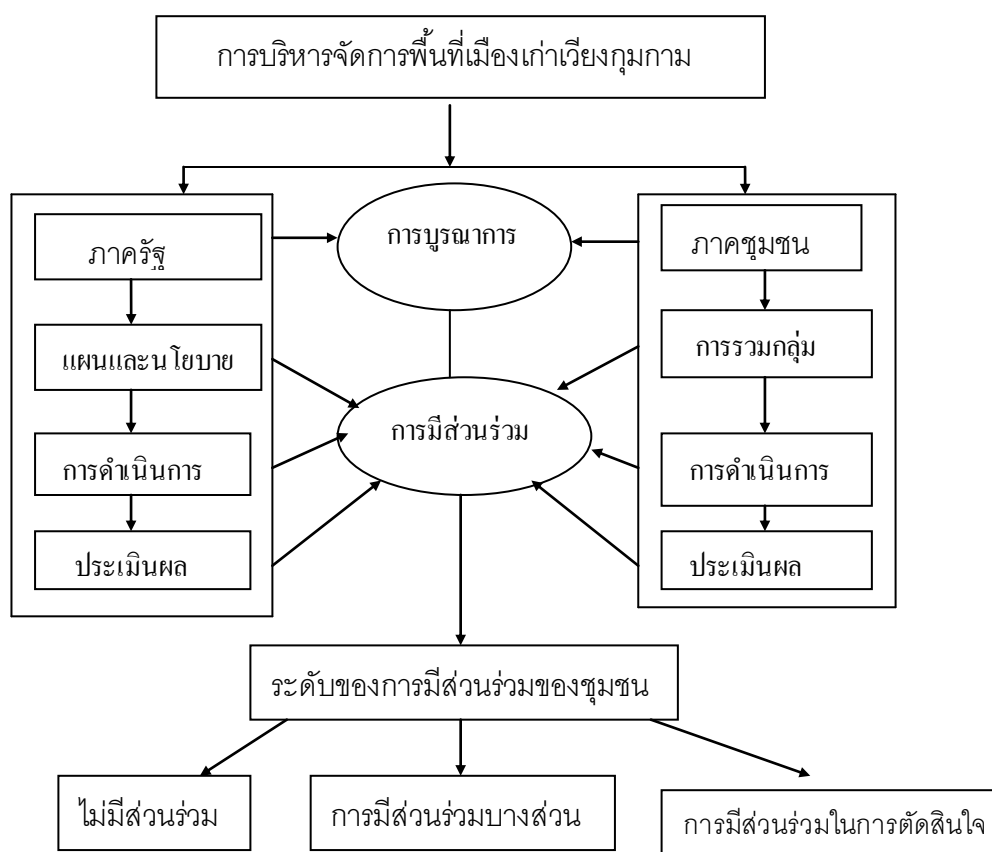 การบริหารจัดการพื้นที่เมืองเก่าเวียงกุมกาม
การบูรณาการ
ภาครัฐ
ภาคชุมชน
แผนและนโยบาย
การรวมกลุ่ม
การมีส่วนร่วม
การดำเนินการ
การดำเนินการ
ประเมินผล
ประเมินผล
ระดับของการมีส่วนร่วมของชุมชน
ไม่มีส่วนร่วม
การมีส่วนร่วมบางส่วน
การมีส่วนร่วมในการตัดสินใจ